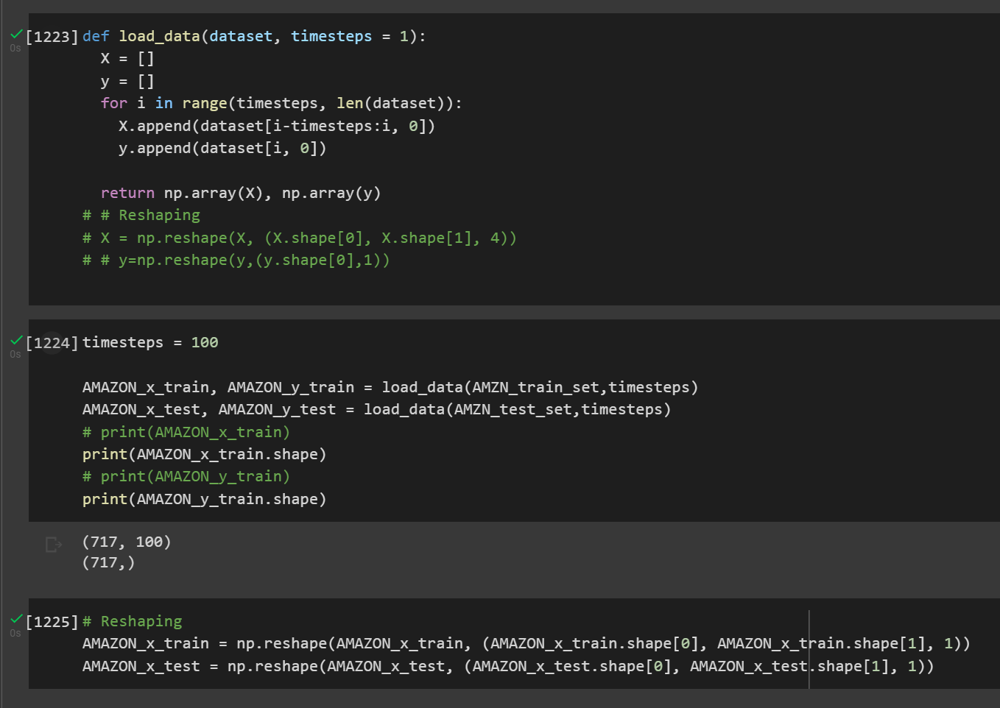 [1223] def load_data(dataset, timesteps = 1):
0s
X = []
y = []
for i in range(timesteps, len(dataset)):
X.append(dataset[i-timesteps:i, 0])
y.append(dataset[i, 0])
return np.array(X), np.array(y)
# # Reshaping
# X = np.reshape(X, (X.shape[0], X.shape[1], 4))
# # y=np.reshape(y,(y.shape[0],1))
[1224] timesteps = 100
0s
AMAZON_x_train, AMAZON_y_train = load_data(AMZN_train_set,timesteps)
AMAZON_x_test, AMAZON_y_test = load_data(AMZN_test_set,timesteps)
# print(AMAZON_x_train)
print(AMAZON_x_train.shape)
# print(AMAZON_y_train)
print(AMAZON_y_train.shape)
(717, 100)
(717,)
[1225] # Reshaping
0s
AMAZON_x_train = np.reshape(AMAZON_x_train, (AMAZON_x_train.shape[0], AMAZON_x_train.shape[1], 1))
AMAZON_x_test = np.reshape(AMAZON_x_test, (AMAZON_x_test.shape[0], AMAZON_x_test.shape[1], 1))